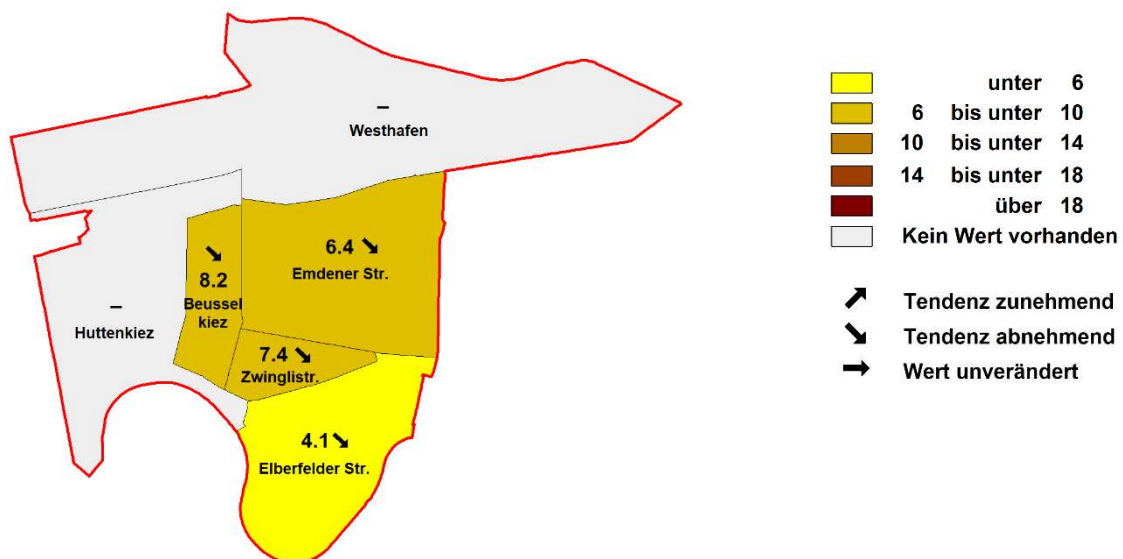 –
Westhafen
6.4
Emdener Str.
8.2
Beussel
kiez
–
Huttenkiez
7.4
Zwinglistr.
4.1
Elberfelder Str.
unter 6
6 bis unter 10
10 bis unter 14
14 bis unter 18
über 18
Kein Wert vorhanden
Tendenz zunehmend
Tendenz abnehmend
Wert unverändert